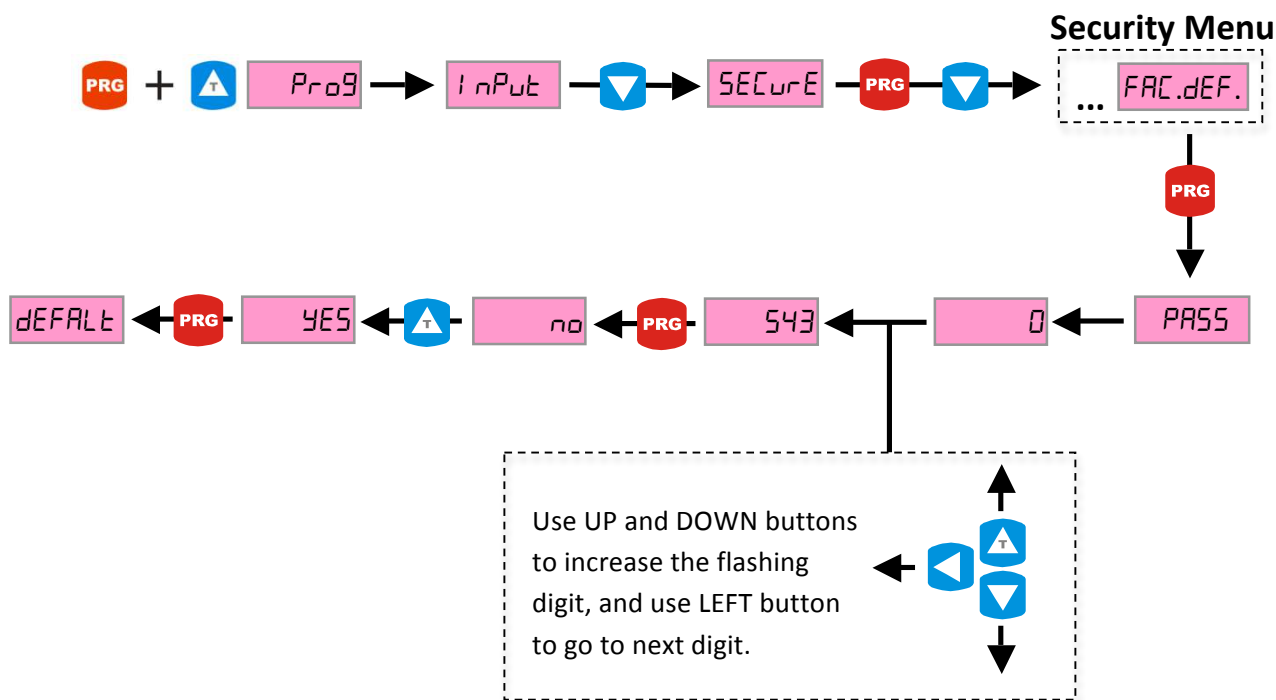 Security Menu
PRG + T Prog InPut SECurE PRG ... FAC.dEF.
PRG
dEFALt PRG YES T no PRG 543 0 PASS
Use UP and DOWN buttons
to increase the flashing
digit, and use LEFT button
to go to next digit.
T